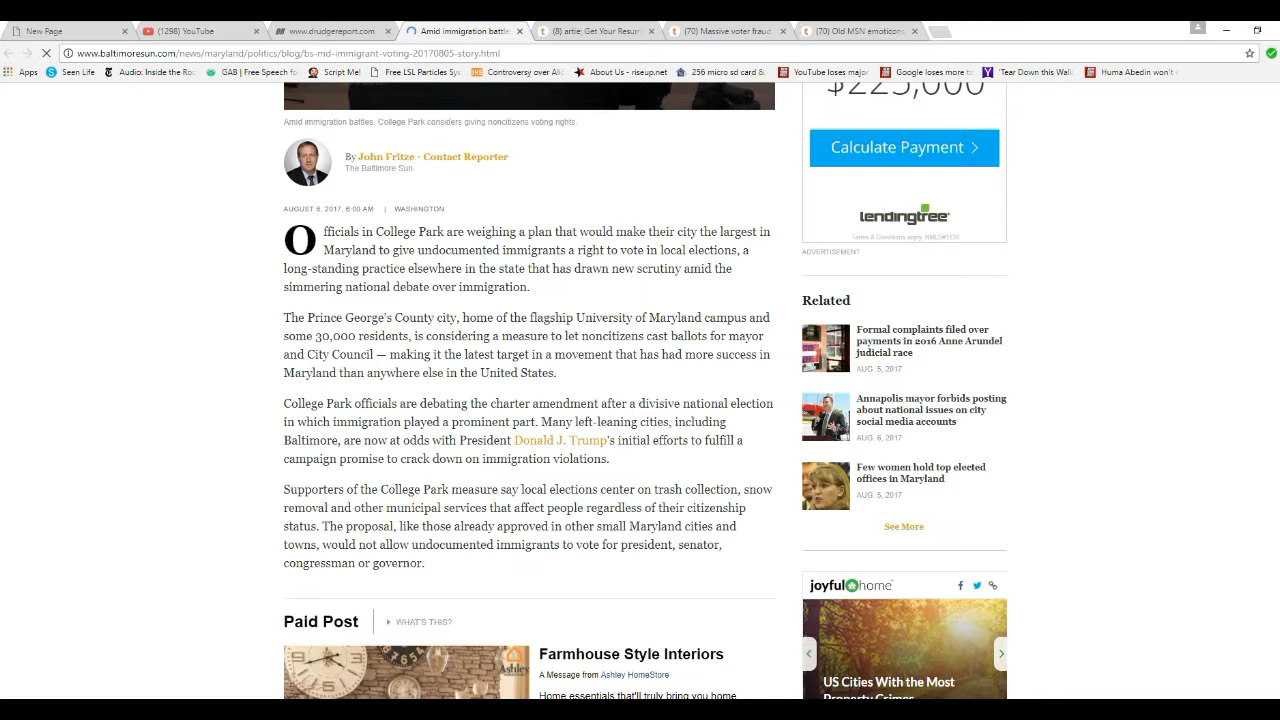 New Page
(1298) YouTube
www.drudgereport.com
Amid immigration battle
(8) artie: Get Your Resur
(70) Massive voter fraud
(70) Old MSN emoticons
www.baltimoresun.com/news/maryland/politics/blog/bs-md-immigrant-voting-20170805-story.html
Apps
Seen Life
Audio: Inside the Ro
GAB | Free Speech fo
Script Me!
Free LSL Particles Sy
Controversy over Ali
About Us - riseup.net
256 micro sd card &
YouTube loses major
Google loses more to
'Tear Down this Wall
Huma Abedin won't
Amid immigration battles, College Park considers giving noncitizens voting rights.
By John Fritze · Contact Reporter
The Baltimore Sun
AUGUST 5, 2017, 6:00 AM | WASHINGTON
Officials in College Park are weighing a plan that would make their city the largest in
Maryland to give undocumented immigrants a right to vote in local elections, a
long-standing practice elsewhere in the state that has drawn new scrutiny amid the
simmering national debate over immigration.
The Prince George's County city, home of the flagship University of Maryland campus and
some 30,000 residents, is considering a measure to let noncitizens cast ballots for mayor
and City Council — making it the latest target in a movement that has had more success in
Maryland than anywhere else in the United States.
College Park officials are debating the charter amendment after a divisive national election
in which immigration played a prominent part. Many left-leaning cities, including
Baltimore, are now at odds with President Donald J. Trump's initial efforts to fulfill a
campaign promise to crack down on immigration violations.
Supporters of the College Park measure say local elections center on trash collection, snow
removal and other municipal services that affect people regardless of their citizenship
status. The proposal, like those already approved in other small Maryland cities and
towns, would not allow undocumented immigrants to vote for president, senator,
congressman or governor.
Paid Post
WHAT'S THIS?
Ashley
Farmhouse Style Interiors
A Message from Ashley HomeStore
Home essentials that'll truly bring you home
$225,000
Calculate Payment
lendingtree
Terms & Conditions apply. NMLS#1136
ADVERTISEMENT
Related
Formal complaints filed over
payments in 2016 Anne Arundel
judicial race
AUG. 5, 2017
Annapolis mayor forbids posting
about national issues on city
social media accounts
AUG. 6, 2017
Few women hold top elected
offices in Maryland
AUG. 5, 2017
See More
joyful home
US Cities With the Most
Property Crimes